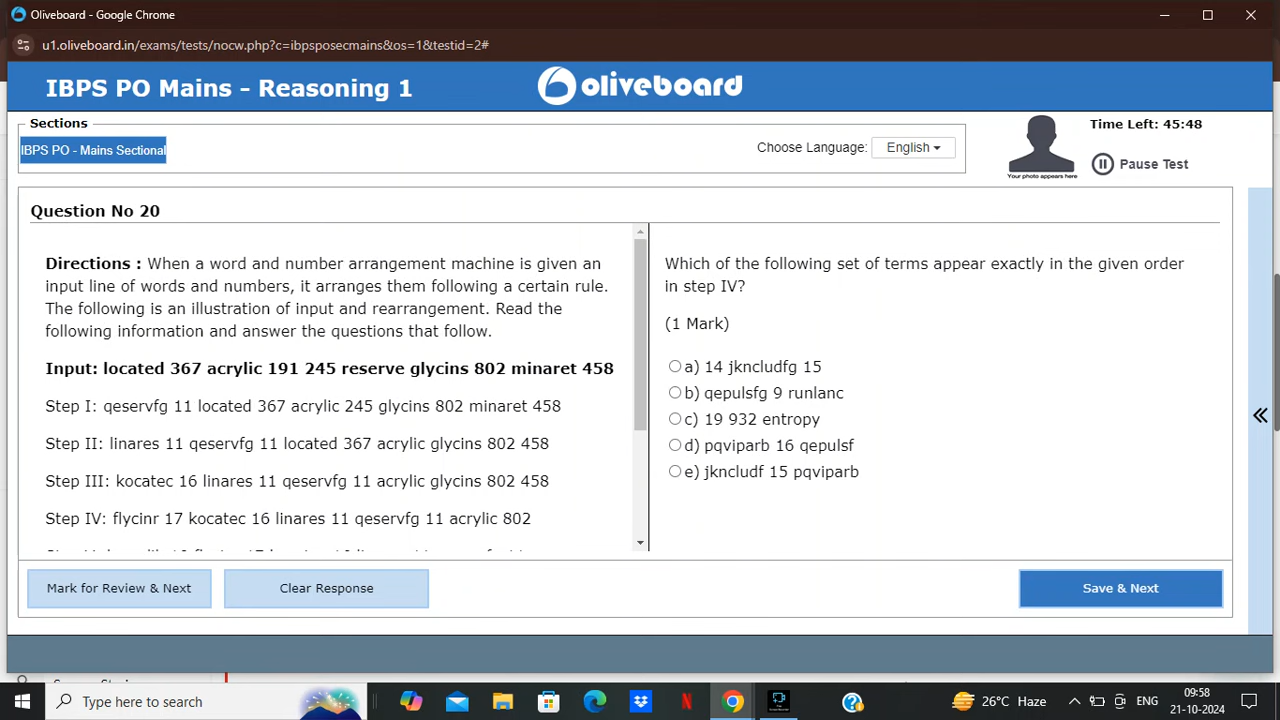 Oliveboard - Google Chrome
u1.oliveboard.in/exams/tests/nocw.php?c=ibpsposecmains&os=1&testid=2#
IBPS PO Mains - Reasoning 1
oliveboard
Sections
IBPS PO - Mains Sectional
Choose Language:
English
Your photo appears here
Time Left: 45:48
Pause Test
Question No 20
Directions : When a word and number arrangement machine is given an
input line of words and numbers, it arranges them following a certain rule.
The following is an illustration of input and rearrangement. Read the
following information and answer the questions that follow.
Input: located 367 acrylic 191 245 reserve glycins 802 minaret 458
Step I: qeservfg 11 located 367 acrylic 245 glycins 802 minaret 458
Step II: linares 11 qeservfg 11 located 367 acrylic glycins 802 458
Step III: kocatec 16 linares 11 qeservfg 11 acrylic glycins 802 458
Step IV: flycinr 17 kocatec 16 linares 11 qeservfg 11 acrylic 802
Which of the following set of terms appear exactly in the given order
in step IV?
(1 Mark)
a) 14 jkncludfg 15
b) qepulsfg 9 runlanc
c) 19 932 entropy
d) pqviparb 16 qepulsf
e) jkncludf 15 pqviparb
Mark for Review & Next
Clear Response
Save & Next
Type here to search
26°C Haze
ENG
09:58
21-10-2024